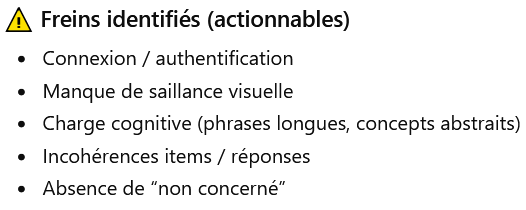 ⚠ Freins identifiés (actionnables)
• Connexion / authentification
• Manque de saillance visuelle
• Charge cognitive (phrases longues, concepts abstraits)
• Incohérences items / réponses
• Absence de “non concerné”